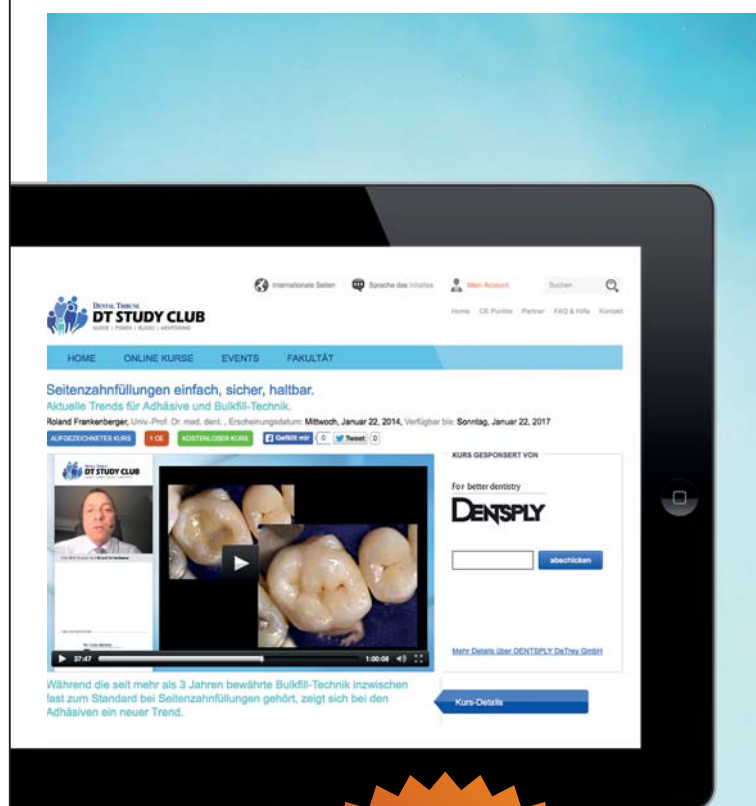 Internationale Seiten Sprache des Inhaltes Mein Account Suchen
DENTAL TRIBUNE
DT STUDY CLUB
KURSE | FOREN | BLOGS | MENTORING
Home CE Punkte Partner FAQ & Hilfe Kontakt
HOME ONLINE KURSE EVENTS FAKULTÄT
Seitenzahnfüllungen einfach, sicher, haltbar.
Aktuelle Trends für Adhäsive und Bulkfill-Technik.
Roland Frankenberger, Univ.-Prof. Dr. med. dent. , Erscheinungsdatum: Mittwoch, Januar 22, 2014, Verfügbar bis: Sonntag, Januar 22, 2017
AUFGEZEICHNETES KURS 1 CE KOSTENLOSER KURS Gefällt mir 0 Tweet 0
DT STUDY CLUB
KURS GESPONSERT VON
For better dentistry
DENTSPLY
abschicken
37:47 1:00:08
Mehr Details über DENTSPLY DeTrey GmbH
Während die seit mehr als 3 Jahren bewährte Bulkfill-Technik inzwischen
fast zum Standard bei Seitenzahnfüllungen gehört, zeigt sich bei den
Adhäsiven ein neuer Trend.
Kurs-Details